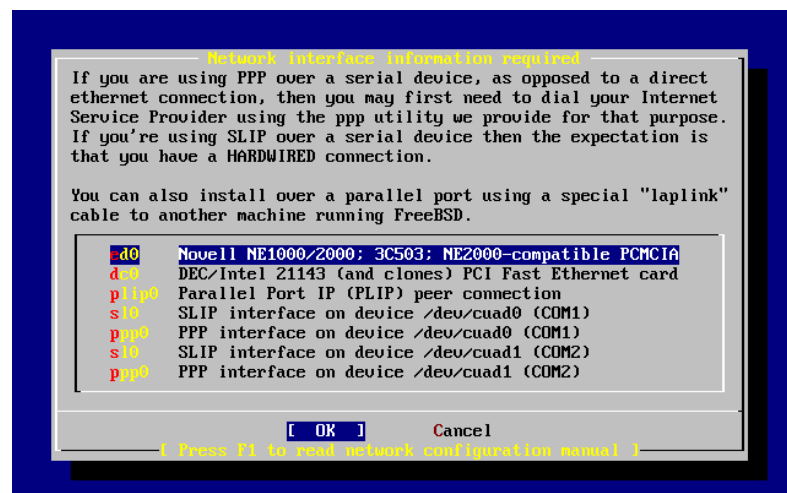 Network interface information required
If you are using PPP over a serial device, as opposed to a direct
ethernet connection, then you may first need to dial your Internet
Service Provider using the ppp utility we provide for that purpose.
If you're using SLIP over a serial device then the expectation is
that you have a HARDWIRED connection.
You can also install over a parallel port using a special "laplink"
cable to another machine running FreeBSD.
ed0 Novell NE1000/2000; 3C503; NE2000-compatible PCMCIA
dc0 DEC/Intel 21143 (and clones) PCI Fast Ethernet card
plip0 Parallel Port IP (PLIP) peer connection
sl0 SLIP interface on device /dev/cuad0 (COM1)
ppp0 PPP interface on device /dev/cuad0 (COM1)
sl0 SLIP interface on device /dev/cuad1 (COM2)
ppp0 PPP interface on device /dev/cuad1 (COM2)
[ OK ] Cancel
[ Press F1 to read network configuration manual ]